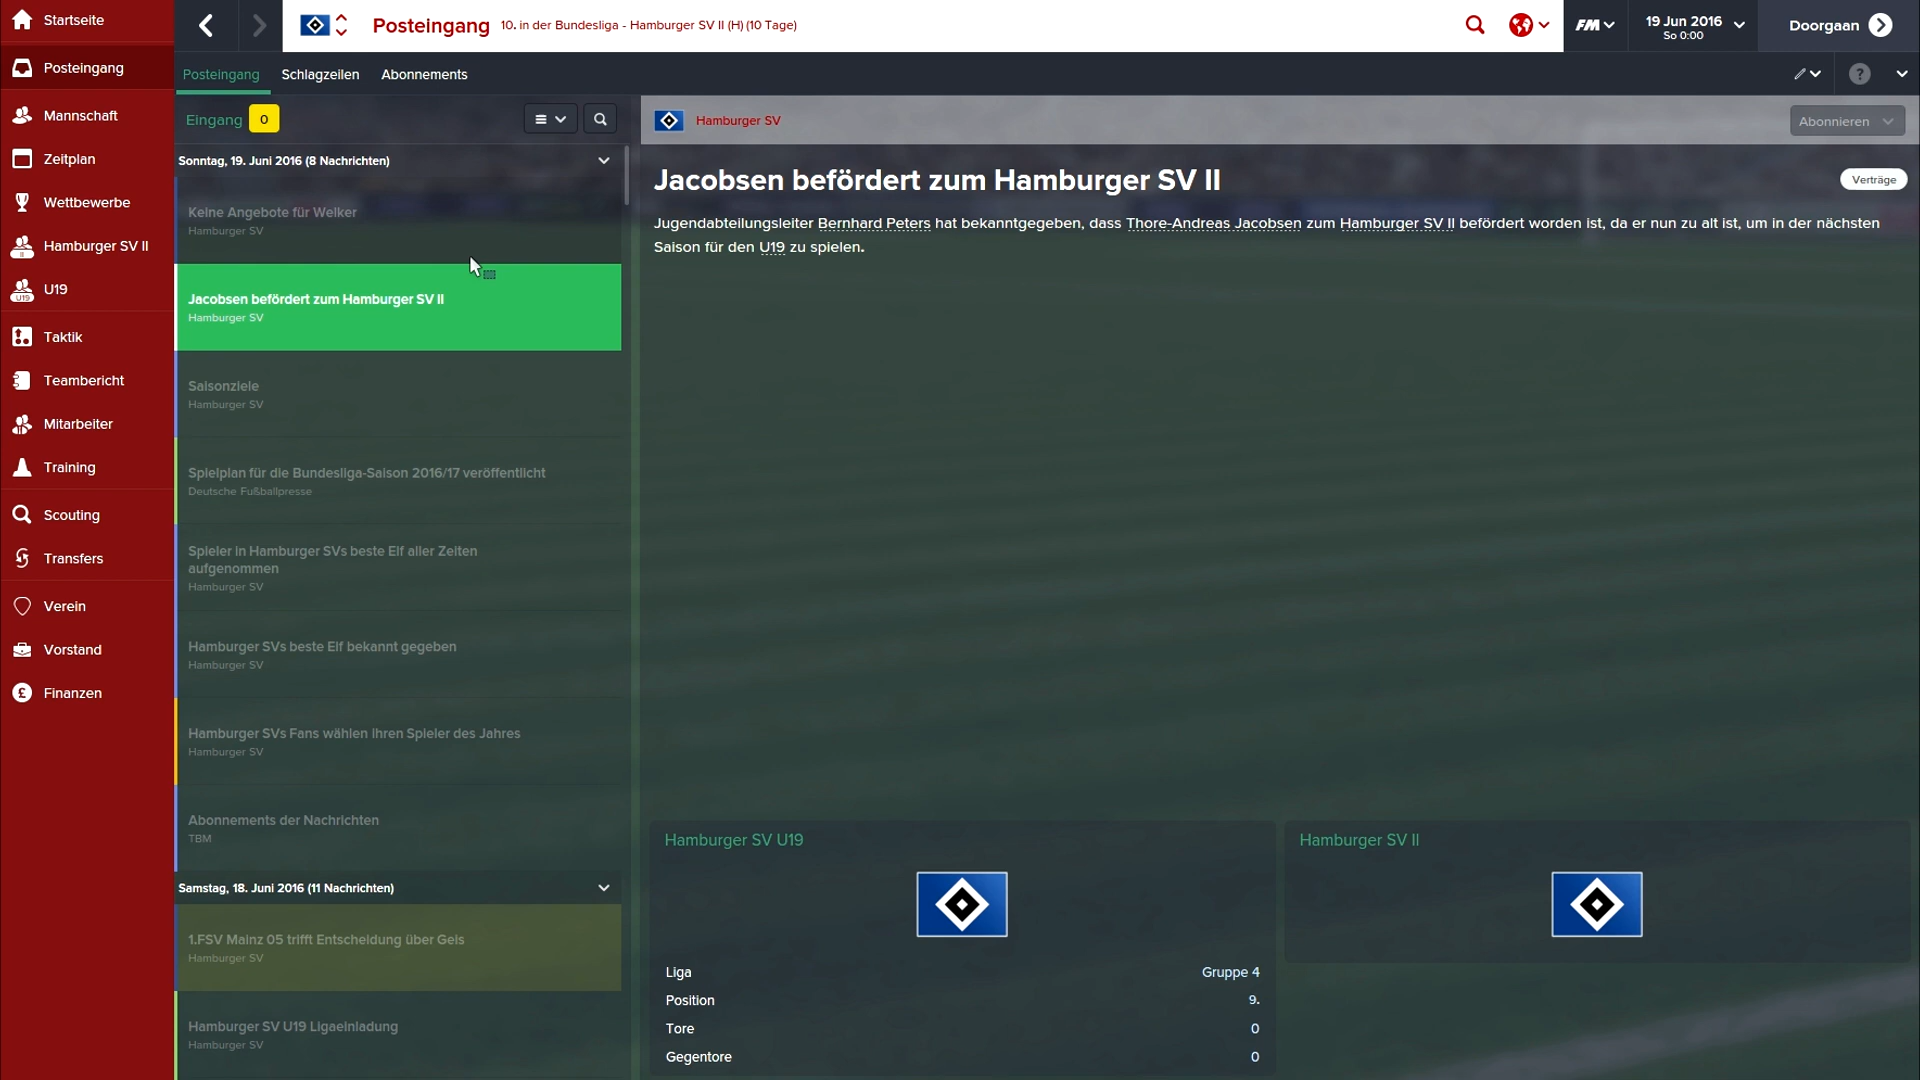 Startseite
Posteingang
Mannschaft
Zeitplan
Wettbewerbe
Hamburger SV II
U19
Taktik
Teambericht
Mitarbeiter
Training
Scouting
Transfers
Verein
Vorstand
Finanzen
Posteingang
10. in der Bundesliga - Hamburger SV II (H) (10 Tage)
FM
19 Jun 2016
So 0:00
Doorgaan
Posteingang
Schlagzeilen
Abonnements
?
Eingang
0
Sonntag, 19. Juni 2016 (8 Nachrichten)
Keine Angebote für Welker
Hamburger SV
Jacobsen befördert zum Hamburger SV II
Hamburger SV
Saisonziele
Hamburger SV
Spielplan für die Bundesliga-Saison 2016/17 veröffentlicht
Deutsche Fußballpresse
Spieler in Hamburger SVs beste Elf aller Zeiten
aufgenommen
Hamburger SV
Hamburger SVs beste Elf bekannt gegeben
Hamburger SV
Hamburger SVs Fans wählen ihren Spieler des Jahres
Hamburger SV
Abonnements der Nachrichten
TBM
Samstag, 18. Juni 2016 (11 Nachrichten)
1.FSV Mainz 05 trifft Entscheidung über Geis
Hamburger SV
Hamburger SV U19 Ligaeinladung
Hamburger SV
Hamburger SV
Abonnieren
Jacobsen befördert zum Hamburger SV II
Verträge
Jugendabteilungsleiter Bernhard Peters hat bekanntgegeben, dass Thore-Andreas Jacobsen zum Hamburger SV II befördert worden ist, da er nun zu alt ist, um in der nächsten
Saison für den U19 zu spielen.
Hamburger SV U19
Liga Gruppe 4
Position 9.
Tore 0
Gegentore 0
Hamburger SV II